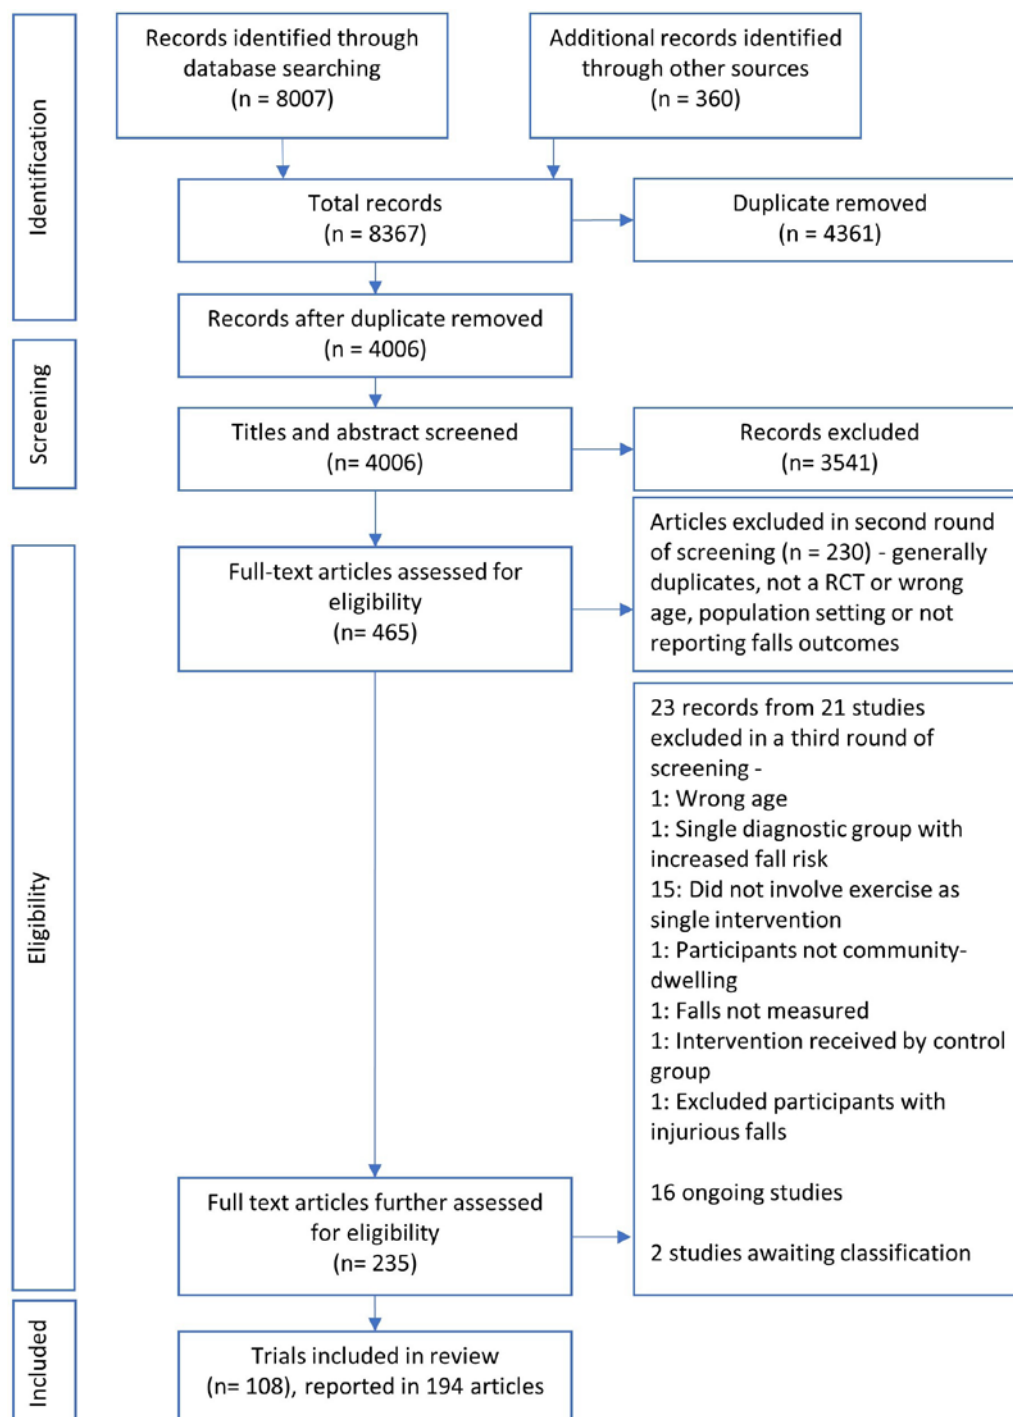 Identification
Records identified through
database searching
(n = 8007)
Additional records identified
through other sources
(n = 360)
Total records
(n = 8367)
Duplicate removed
(n = 4361)
Records after duplicate removed
(n = 4006)
Screening
Titles and abstract screened
(n= 4006)
Records excluded
(n= 3541)
Eligibility
Full-text articles assessed for
eligibility
(n= 465)
Articles excluded in second round
of screening (n = 230) - generally
duplicates, not a RCT or wrong
age, population setting or not
reporting falls outcomes
23 records from 21 studies
excluded in a third round of
screening -
1: Wrong age
1: Single diagnostic group with
increased fall risk
15: Did not involve exercise as
single intervention
1: Participants not community-
dwelling
1: Falls not measured
1: Intervention received by control
group
1: Excluded participants with
injurious falls
16 ongoing studies
2 studies awaiting classification
Full text articles further assessed
for eligibility
(n= 235)
Included
Trials included in review
(n= 108), reported in 194 articles